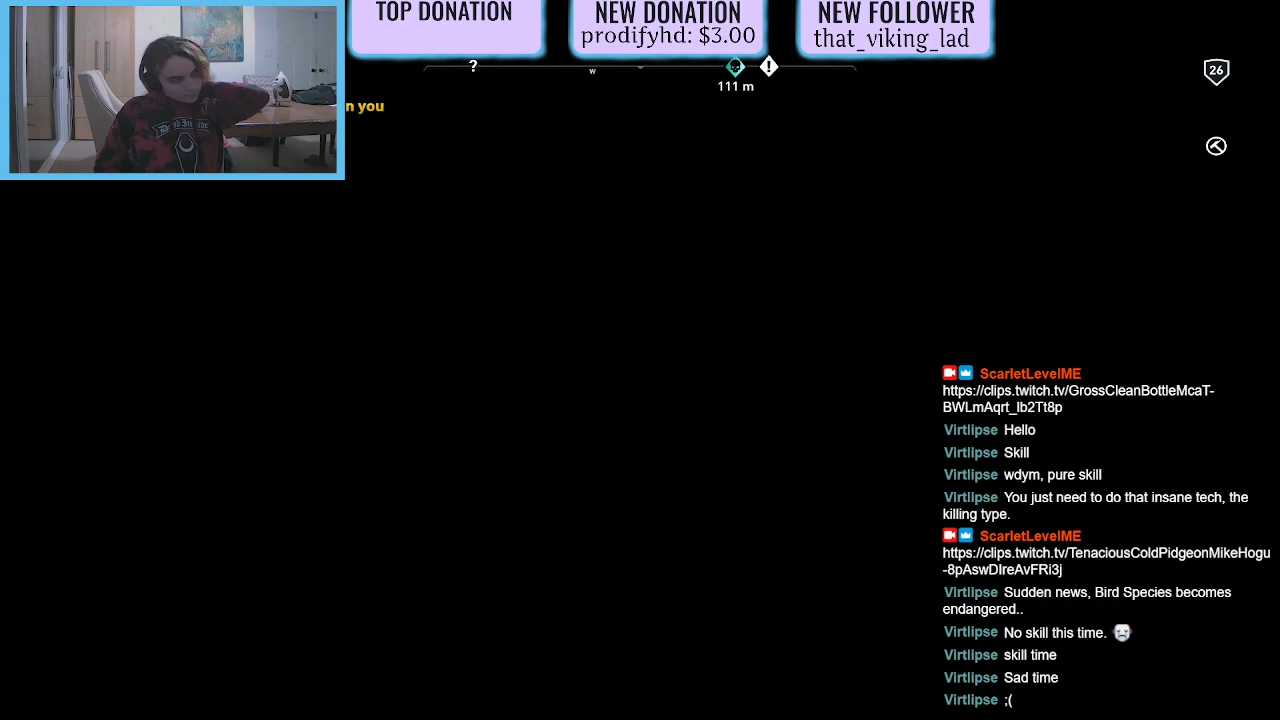 TOP DONATION
NEW DONATION
prodifyhd: $3.00
NEW FOLLOWER
that_viking_lad
?
W
!
111 m
26
n you
ScarletLevelME
https://clips.twitch.tv/GrossCleanBottleMcaT-
BWLmAqrt_lb2Tt8p
Virtlipse Hello
Virtlipse Skill
Virtlipse wdym, pure skill
Virtlipse You just need to do that insane tech, the
killing type.
ScarletLevelME
https://clips.twitch.tv/TenaciousColdPidgeonMikeHogu
-8pAswDIreAvFRi3j
Virtlipse Sudden news, Bird Species becomes
endangered..
Virtlipse No skill this time.
Virtlipse skill time
Virtlipse Sad time
Virtlipse ;(